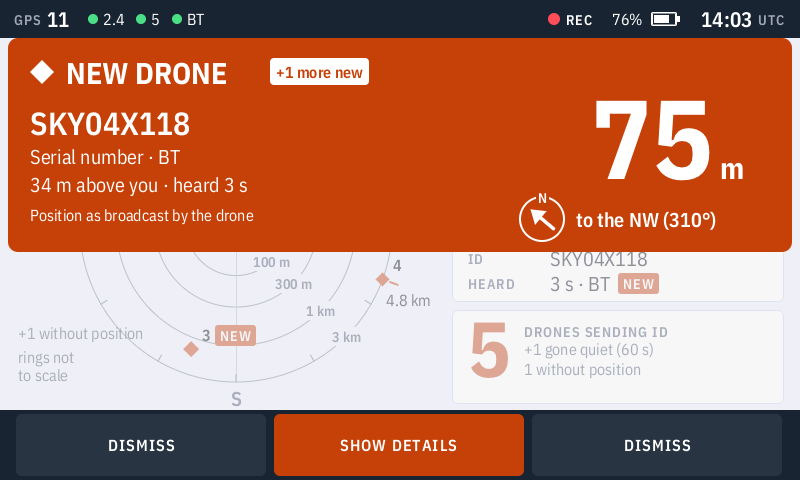 GPS 11 2.4 5 BT REC 76% 14:03 UTC
NEW DRONE +1 more new
SKY04X118
Serial number · BT
34 m above you · heard 3 s
Position as broadcast by the drone
75 m
N
to the NW (310°)
100 m
300 m
1 km
3 km
4
4.8 km
3 NEW
+1 without position
rings not
to scale
S
ID SKY04X118
HEARD 3 s · BT NEW
5 DRONES SENDING ID
+1 gone quiet (60 s)
1 without position
DISMISS SHOW DETAILS DISMISS